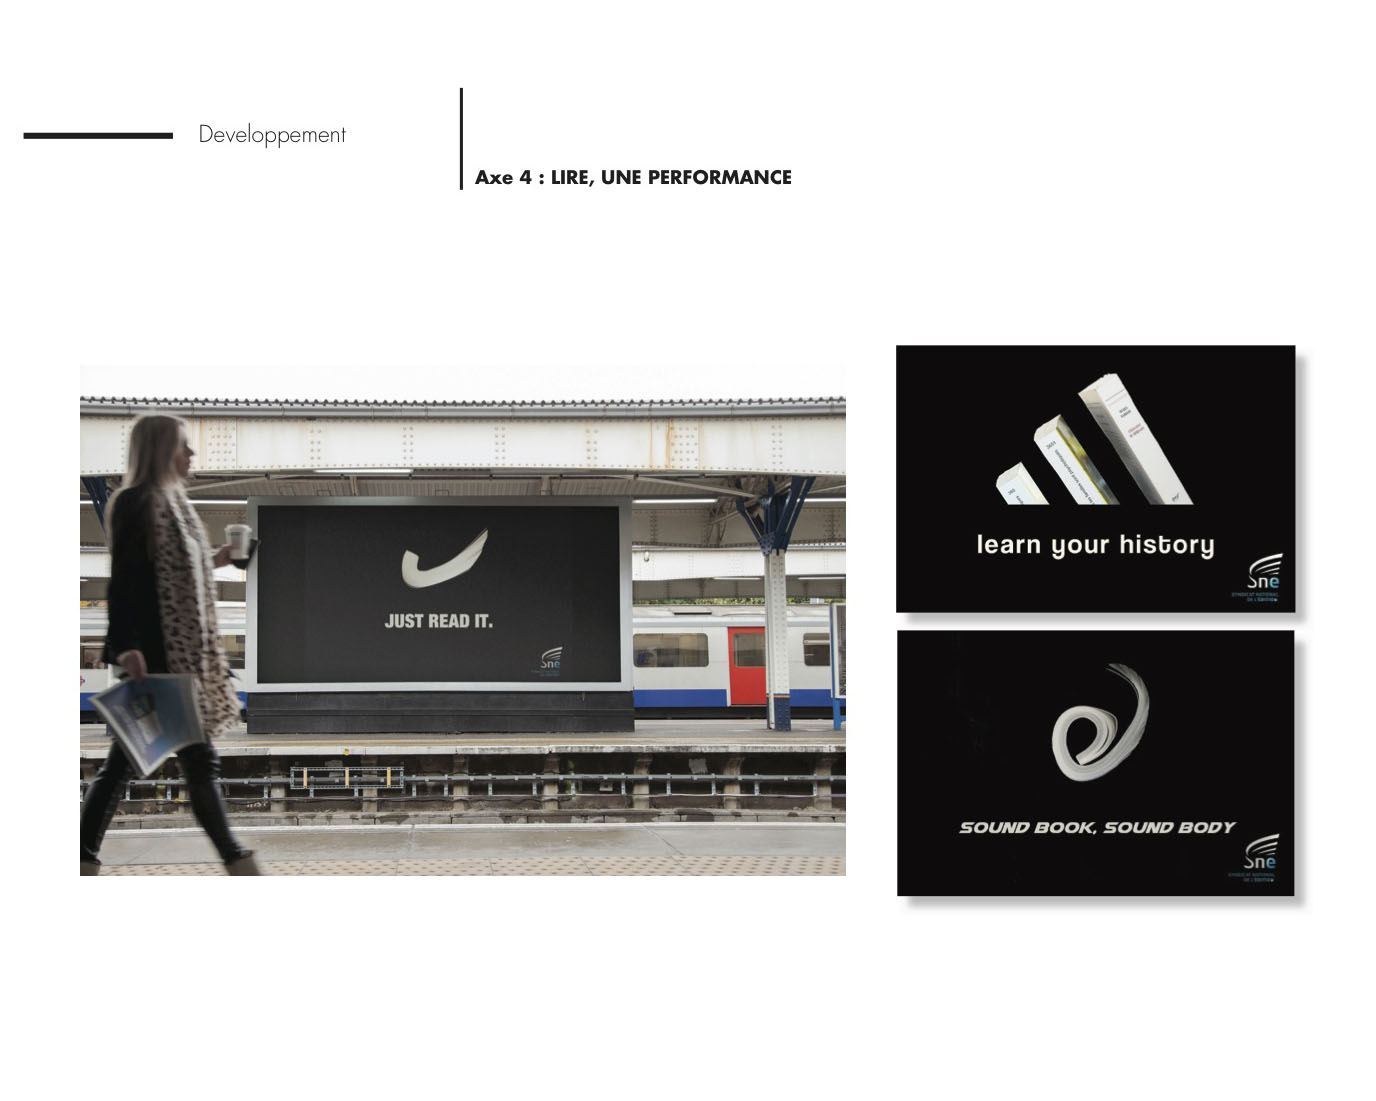 Developpement
Axe 4 : LIRE, UNE PERFORMANCE
JUST READ IT.
sne
learn your history
sne
SYNDICAT NATIONAL
DE L'ÉDITION
SOUND BOOK, SOUND BODY
sne
SYNDICAT NATIONAL
DE L'ÉDITION